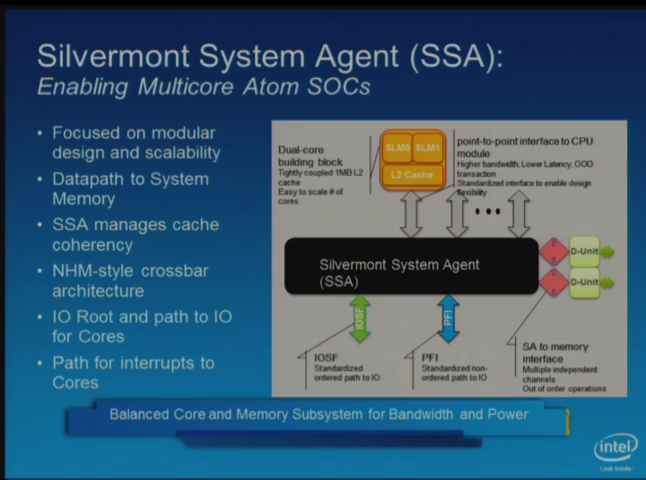 Silvermont System Agent (SSA):
Enabling Multicore Atom SOCs
• Focused on modular
design and scalability
• Datapath to System
Memory
• SSA manages cache
coherency
• NHM-style crossbar
architecture
• IO Root and path to IO
for Cores
• Path for interrupts to
Cores
Dual-core
building block
Tightly coupled 1MB L2
cache
Easy to scale # of
cores
SLM0 SLM1
L2 Cache
point-to-point interface to CPU
module
Higher bandwidth, Lower Latency, OOO
transaction
Standardized interface to enable design
flexibility
Silvermont System Agent
(SSA)
D-Unit
D-Unit
IOSF
PFI
IOSF
Standardized
ordered path to IO
PFI
Standardized non-
ordered path to IO
SA to memory
interface
Multiple independent
channels
Out of order operations
Balanced Core and Memory Subsystem for Bandwidth and Power
intel
Look Inside.